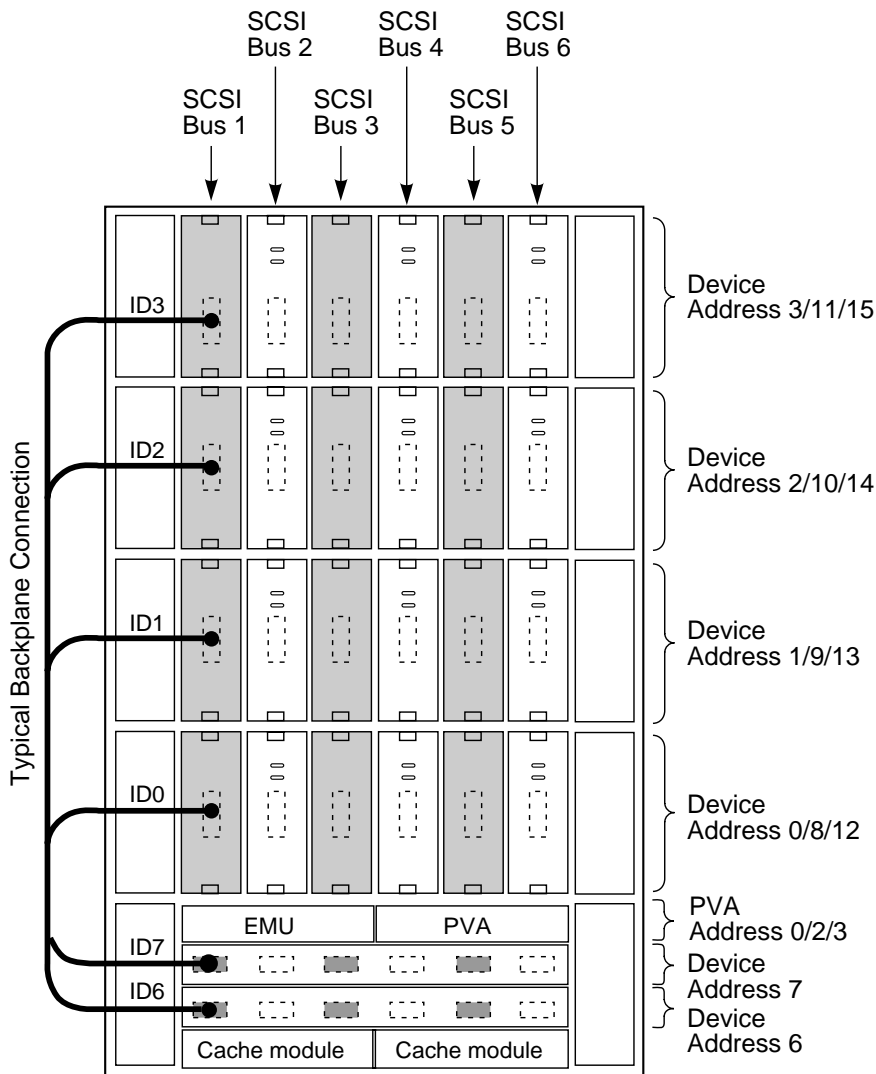 SCSI
Bus 2
SCSI
Bus 4
SCSI
Bus 6
SCSI
Bus 1
SCSI
Bus 3
SCSI
Bus 5
ID3
Device
Address 3/11/15
ID2
Device
Address 2/10/14
Typical Backplane Connection
ID1
Device
Address 1/9/13
ID0
Device
Address 0/8/12
EMU
PVA
PVA
Address 0/2/3
ID7
Device
Address 7
ID6
Device
Address 6
Cache module
Cache module